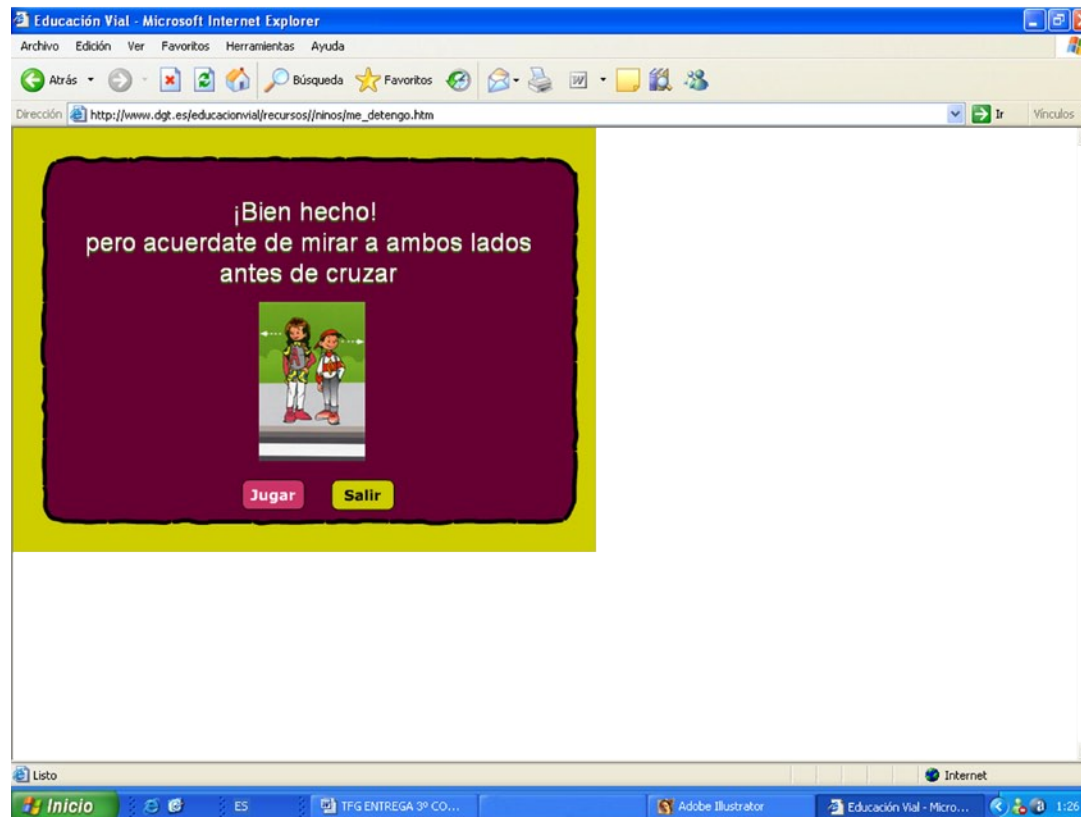 Educación Vial - Microsoft Internet Explorer
Archivo Edición Ver Favoritos Herramientas Ayuda
Atrás Búsqueda Favoritos
Dirección http://www.dgt.es/educacionvial/recursos//ninos/me_detengo.htm Ir Vínculos
¡Bien hecho!
pero acuerdate de mirar a ambos lados
antes de cruzar
Jugar Salir
Listo Internet
Inicio ES TFG ENTREGA 3º CO... Adobe Illustrator Educación Vial - Micro... 1:26